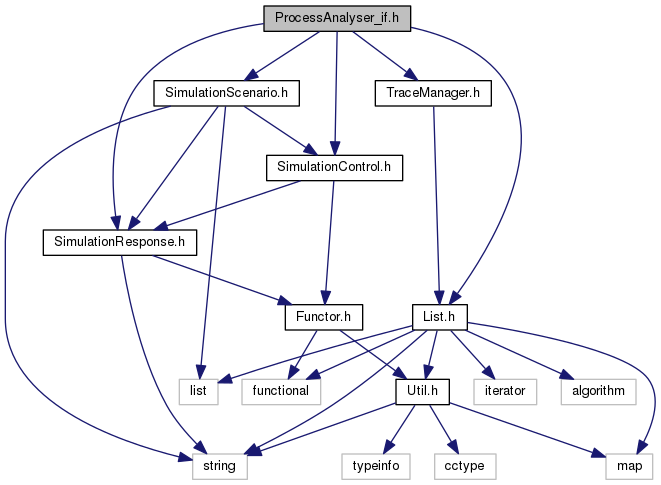 ProcessAnalyser_if.h
SimulationScenario.h
TraceManager.h
SimulationControl.h
SimulationResponse.h
Functor.h
List.h
list
functional
Util.h
iterator
algorithm
string
typeinfo
cctype
map